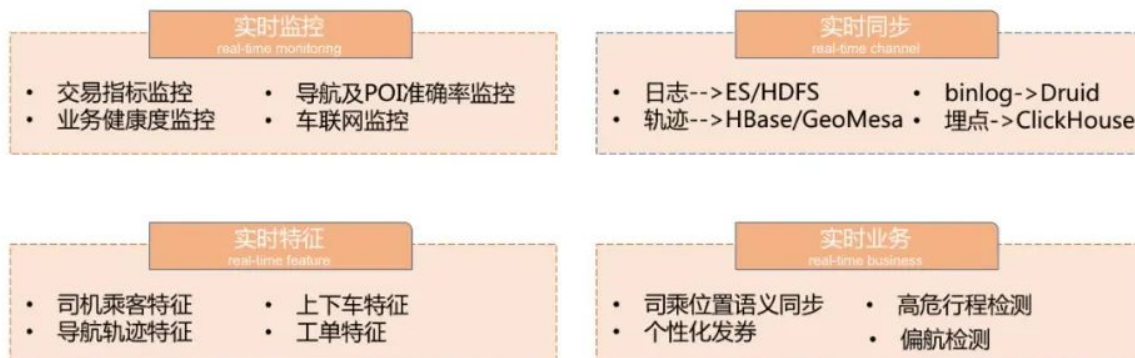 实时监控
real-time monitoring
• 交易指标监控
• 业务健康度监控
• 导航及POI准确率监控
• 车联网监控
实时同步
real-time channel
• 日志-->ES/HDFS
• 轨迹-->HBase/GeoMesa
• binlog->Druid
• 埋点->ClickHouse
实时特征
real-time feature
• 司机乘客特征
• 导航轨迹特征
• 上下车特征
• 工单特征
实时业务
real-time business
• 司乘位置语义同步
• 个性化发券
• 高危行程检测
• 偏航检测